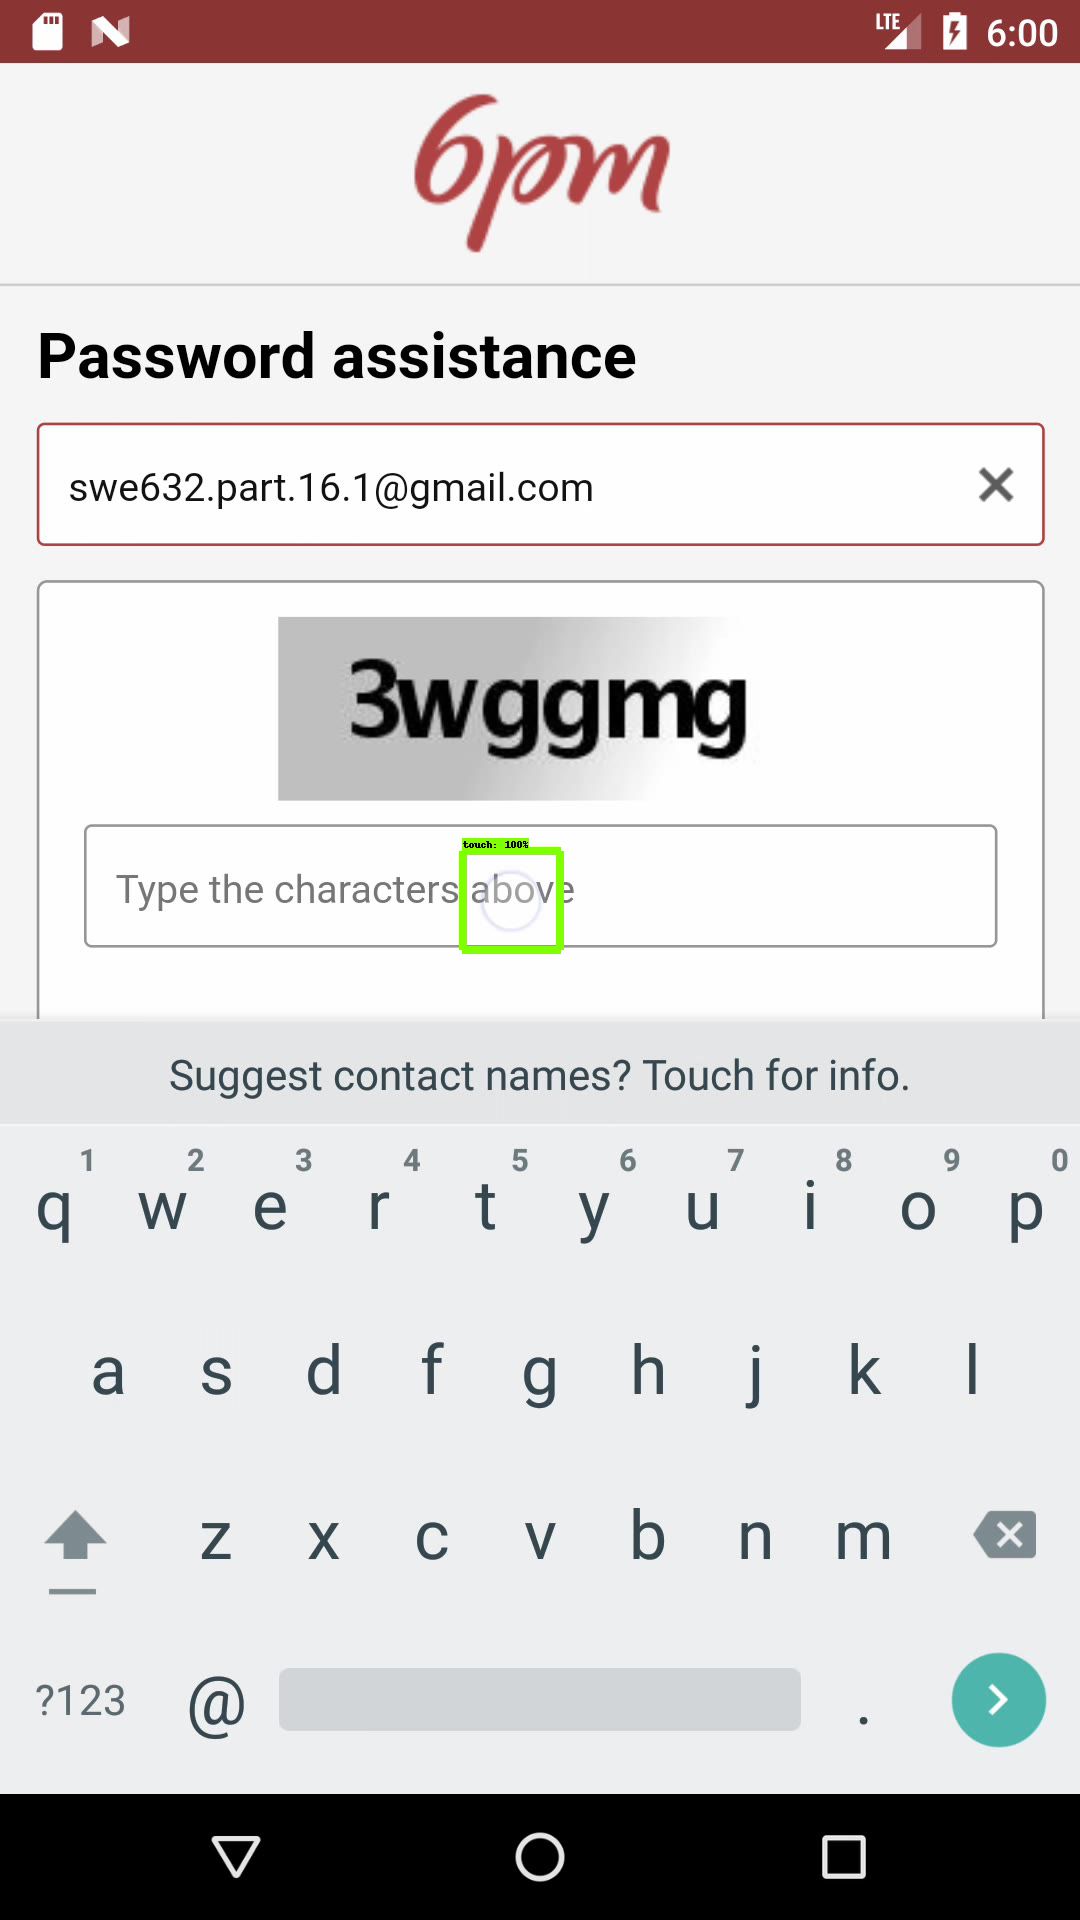 LTE 6:00
6pm
Password assistance
swe632.part.16.1@gmail.com
3wggmg
touch: 100%
Type the characters above
Suggest contact names? Touch for info.
1 2 3 4 5 6 7 8 9 0
q w e r t y u i o p
a s d f g h j k l
z x c v b n m
?123 @ .